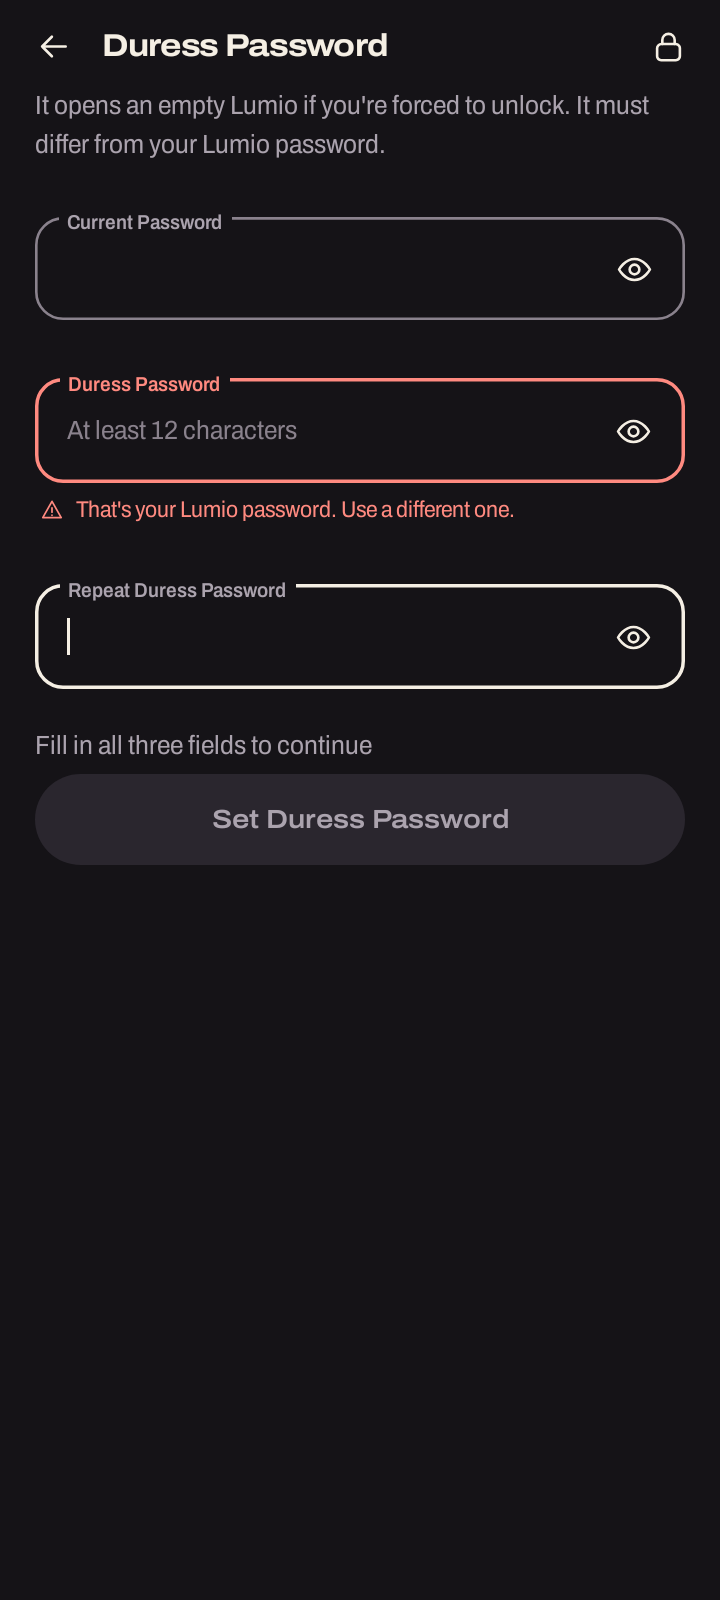 Duress Password
It opens an empty Lumio if you're forced to unlock. It must
differ from your Lumio password.
Current Password
Duress Password
At least 12 characters
That's your Lumio password. Use a different one.
Repeat Duress Password
Fill in all three fields to continue
Set Duress Password